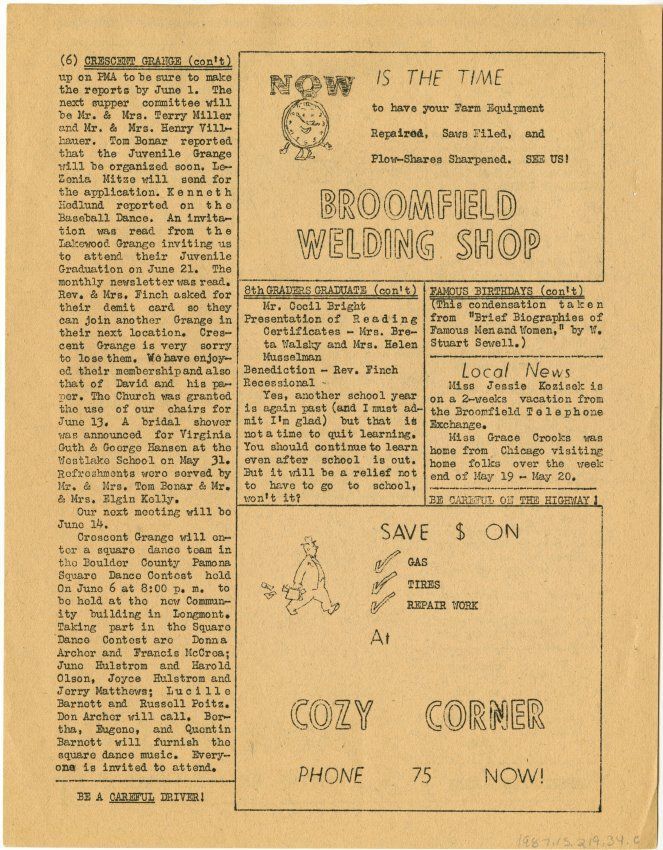 (6) CRESCENT GRANGE (con't)
up on PMA to be sure to make
the reports by June 1. The
next supper committee will
be Mr. & Mrs. Terry Miller
and Mr. & Mrs. Henry Vill-
hauer. Tom Bonar reported
that the Juvenile Grange
will be organized soon. Le-
Zenia Mitze will send for
the application. Kenneth
Hedlund reported on the
Baseball Dance. An invita-
tion was read from the
Lakewood Grange inviting us
to attend their Juvenile
Graduation on June 21. The
monthly newsletter was read.
Rev. & Mrs. Finch asked for
their demit card so they
can join another Grange in
their next location. Cres-
cent Grange is very sorry
to lose them. We have enjoy-
ed their membership and also
that of David and his pa-
per. The Church was granted
the use of our chairs for
June 13. A bridal shower
was announced for Virginia
Guth & George Hansen at the
Westlake School on May 31.
Refreshments were served by
Mr. & Mrs. Tom Bonar & Mr.
& Mrs. Elgin Kelly.
Our next meeting will be
June 14.
Crescent Grange will en-
ter a square dance team in
the Boulder County Pamona
Square Dance Contest held
On June 6 at 8:00 p. m. to
be held at the new Commun-
ity building in Longmont.
Taking part in the Square
Dance Contest are Donna
Archer and Francis McCrea;
June Hulstrom and Harold
Olson, Joyce Hulstrom and
Jerry Matthews; Lucille
Barnett and Russell Poitz.
Don Archer will call. Ber-
tha, Eugene, and Quentin
Barnett will furnish the
square dance music. Every-
one is invited to attend.
BE A CAREFUL DRIVER!
NOW IS THE TIME
to have your Farm Equipment
Repaired, Saws Filed, and
Plow-Shares Sharpened. SEE US!
BROOMFIELD
WELDING SHOP
8th GRADERS GRADUATE (con't)
Mr. Cecil Bright
Presentation of Reading
Certificates - Mrs. Bre-
ta Walsky and Mrs. Helen
Musselman
Benediction - Rev. Finch
Recessional
Yes, another school year
is again past (and I must ad-
mit I'm glad) but that is
not a time to quit learning.
You should continue to learn
even after school is out.
But it will be a relief not
to have to go to school,
won't it?
FAMOUS BIRTHDAYS (con't)
(This condensation taken
from "Brief Biographies of
Famous Men and Women," by W.
Stuart Sewell.)
Local News
Miss Jessie Kozisek is
on a 2-weeks vacation from
the Broomfield Telephone
Exchange.
Miss Grace Crooks was
home from Chicago visiting
home folks over the week
end of May 19 - May 20.
BE CAREFUL ON THE HIGHWAY!
SAVE $ ON
GAS
TIRES
REPAIR WORK
At
COZY CORNER
PHONE 75 NOW!
1987.15.219.34.c